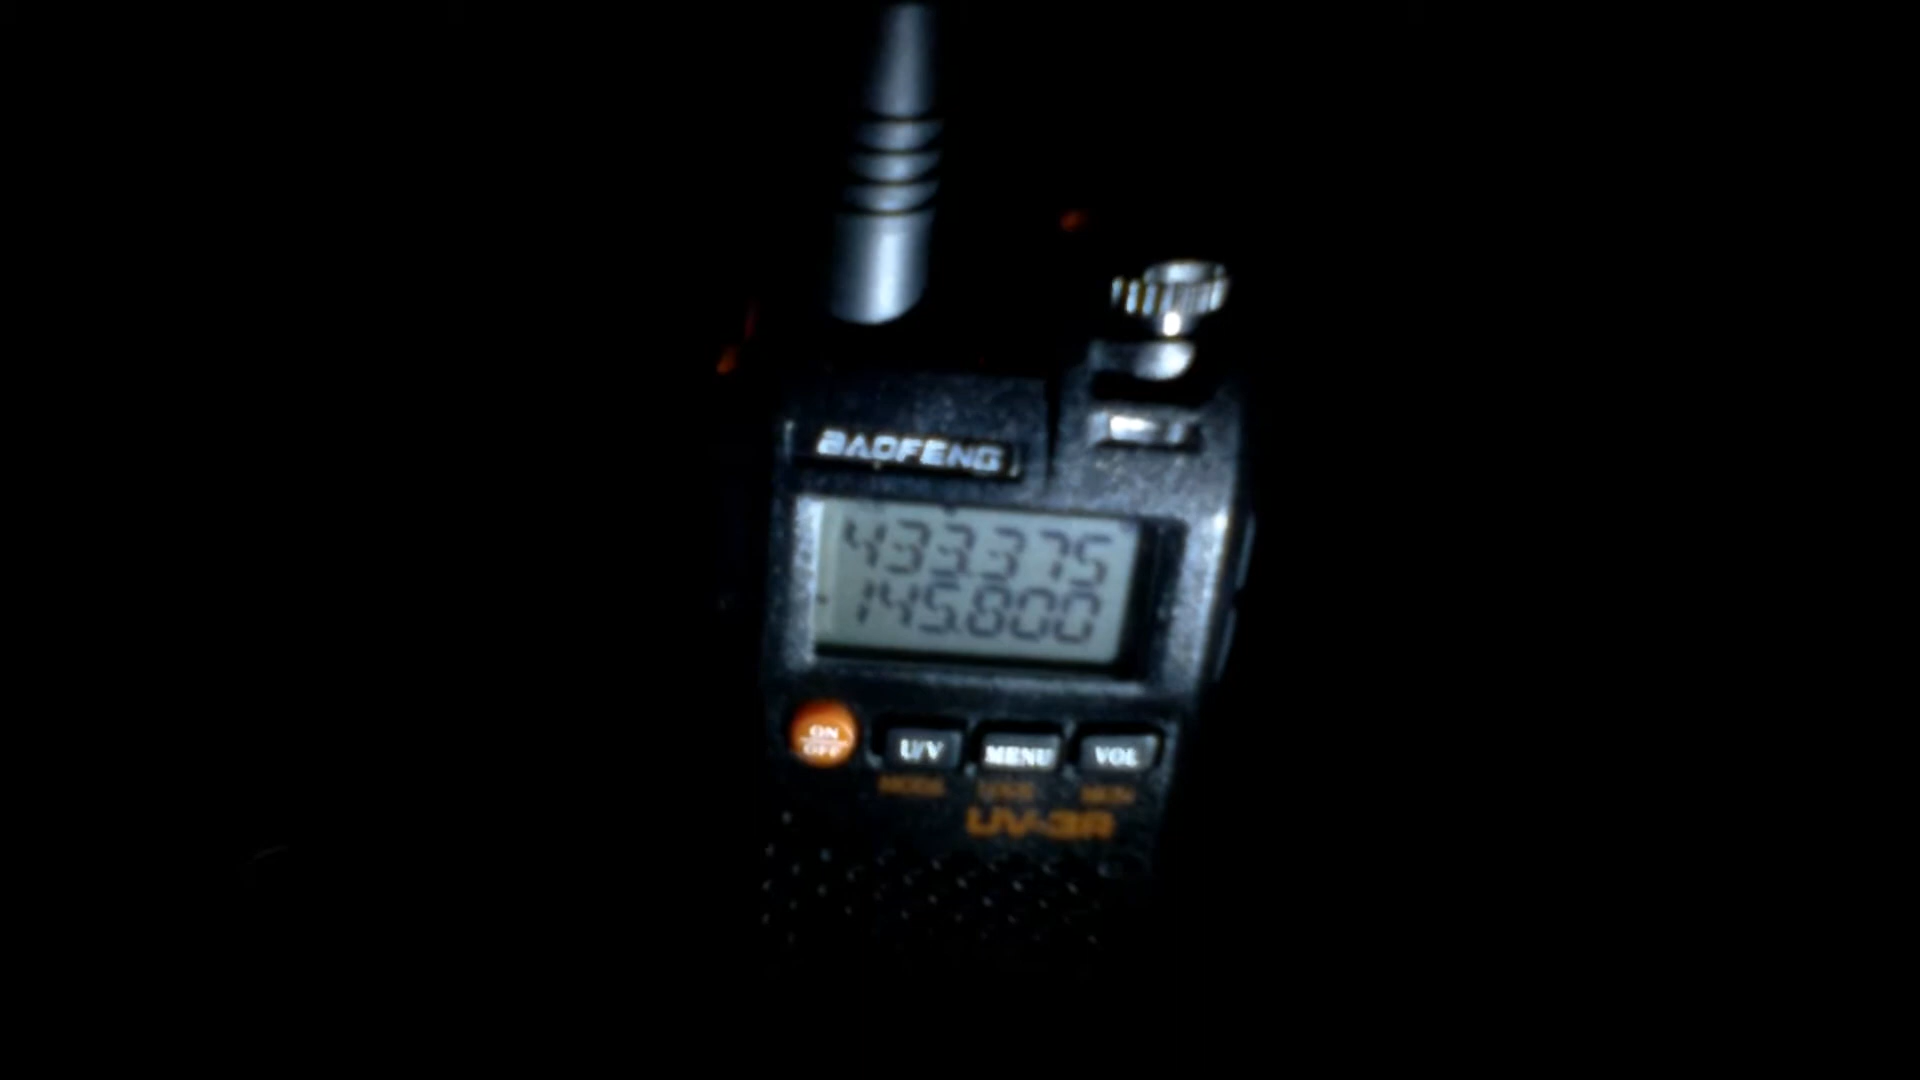 BAOFENG
433.375
145.800
ON
OFF
U/V
MENU
VOL
UV-3R